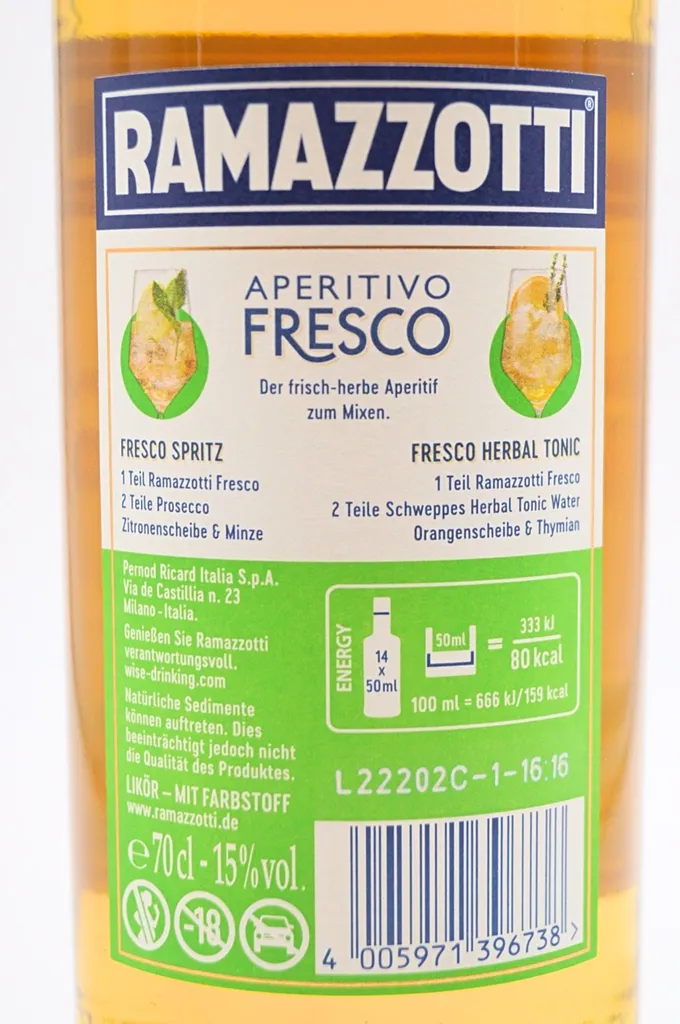 RAMAZZOTTI®
APERITIVO
FRESCO
Der frisch-herbe Aperitif
zum Mixen.
FRESCO SPRITZ
1 Teil Ramazzotti Fresco
2 Teile Prosecco
Zitronenscheibe & Minze
FRESCO HERBAL TONIC
1 Teil Ramazzotti Fresco
2 Teile Schweppes Herbal Tonic Water
Orangenscheibe & Thymian
Pernod Ricard Italia S.p.A.
Via de Castillia n. 23
Milano - Italia.
Genießen Sie Ramazzotti
verantwortungsvoll.
wise-drinking.com
Natürliche Sedimente
können auftreten. Dies
beeinträchtigt jedoch nicht
die Qualität des Produktes.
LIKÖR – MIT FARBSTOFF
www.ramazzotti.de
℮ 70 cl - 15% vol.
-18
ENERGY
14
x
50ml
50ml
=
333 kJ
80 kcal
100 ml = 666 kJ/159 kcal
L22202C-1-16:16
4 005971 396738 >